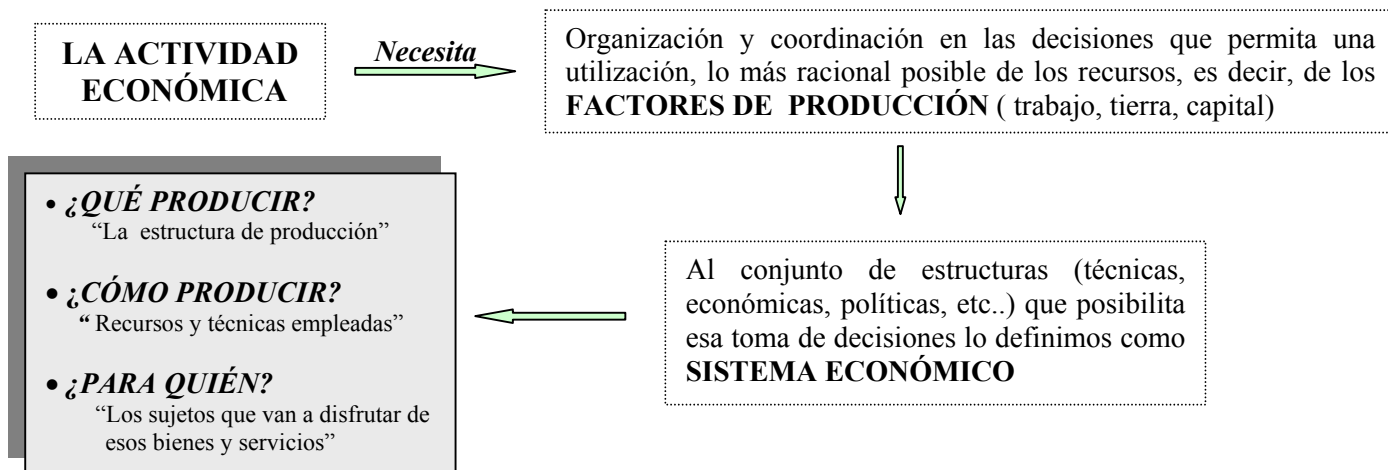 LA ACTIVIDAD
ECONÓMICA
Necesita
Organización y coordinación en las decisiones que permita una
utilización, lo más racional posible de los recursos, es decir, de los
FACTORES DE PRODUCCIÓN ( trabajo, tierra, capital)
Al conjunto de estructuras (técnicas,
económicas, políticas, etc..) que posibilita
esa toma de decisiones lo definimos como
SISTEMA ECONÓMICO
• ¿QUÉ PRODUCIR?
“La estructura de producción”
• ¿CÓMO PRODUCIR?
“ Recursos y técnicas empleadas”
• ¿PARA QUIÉN?
“Los sujetos que van a disfrutar de
esos bienes y servicios”